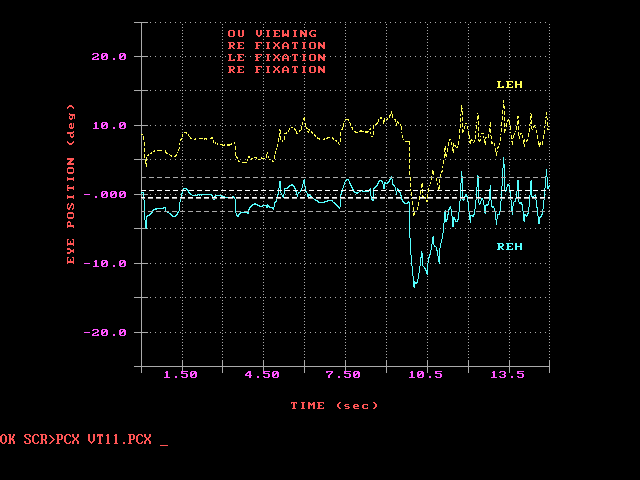 OU VIEWING
RE FIXATION
LE FIXATION
RE FIXATION
20.0
LEH
10.0
EYE POSITION (deg)
-.000
REH
-10.0
-20.0
1.50 4.50 7.50 10.5 13.5
TIME (sec)
OK SCR>PCX VT11.PCX _